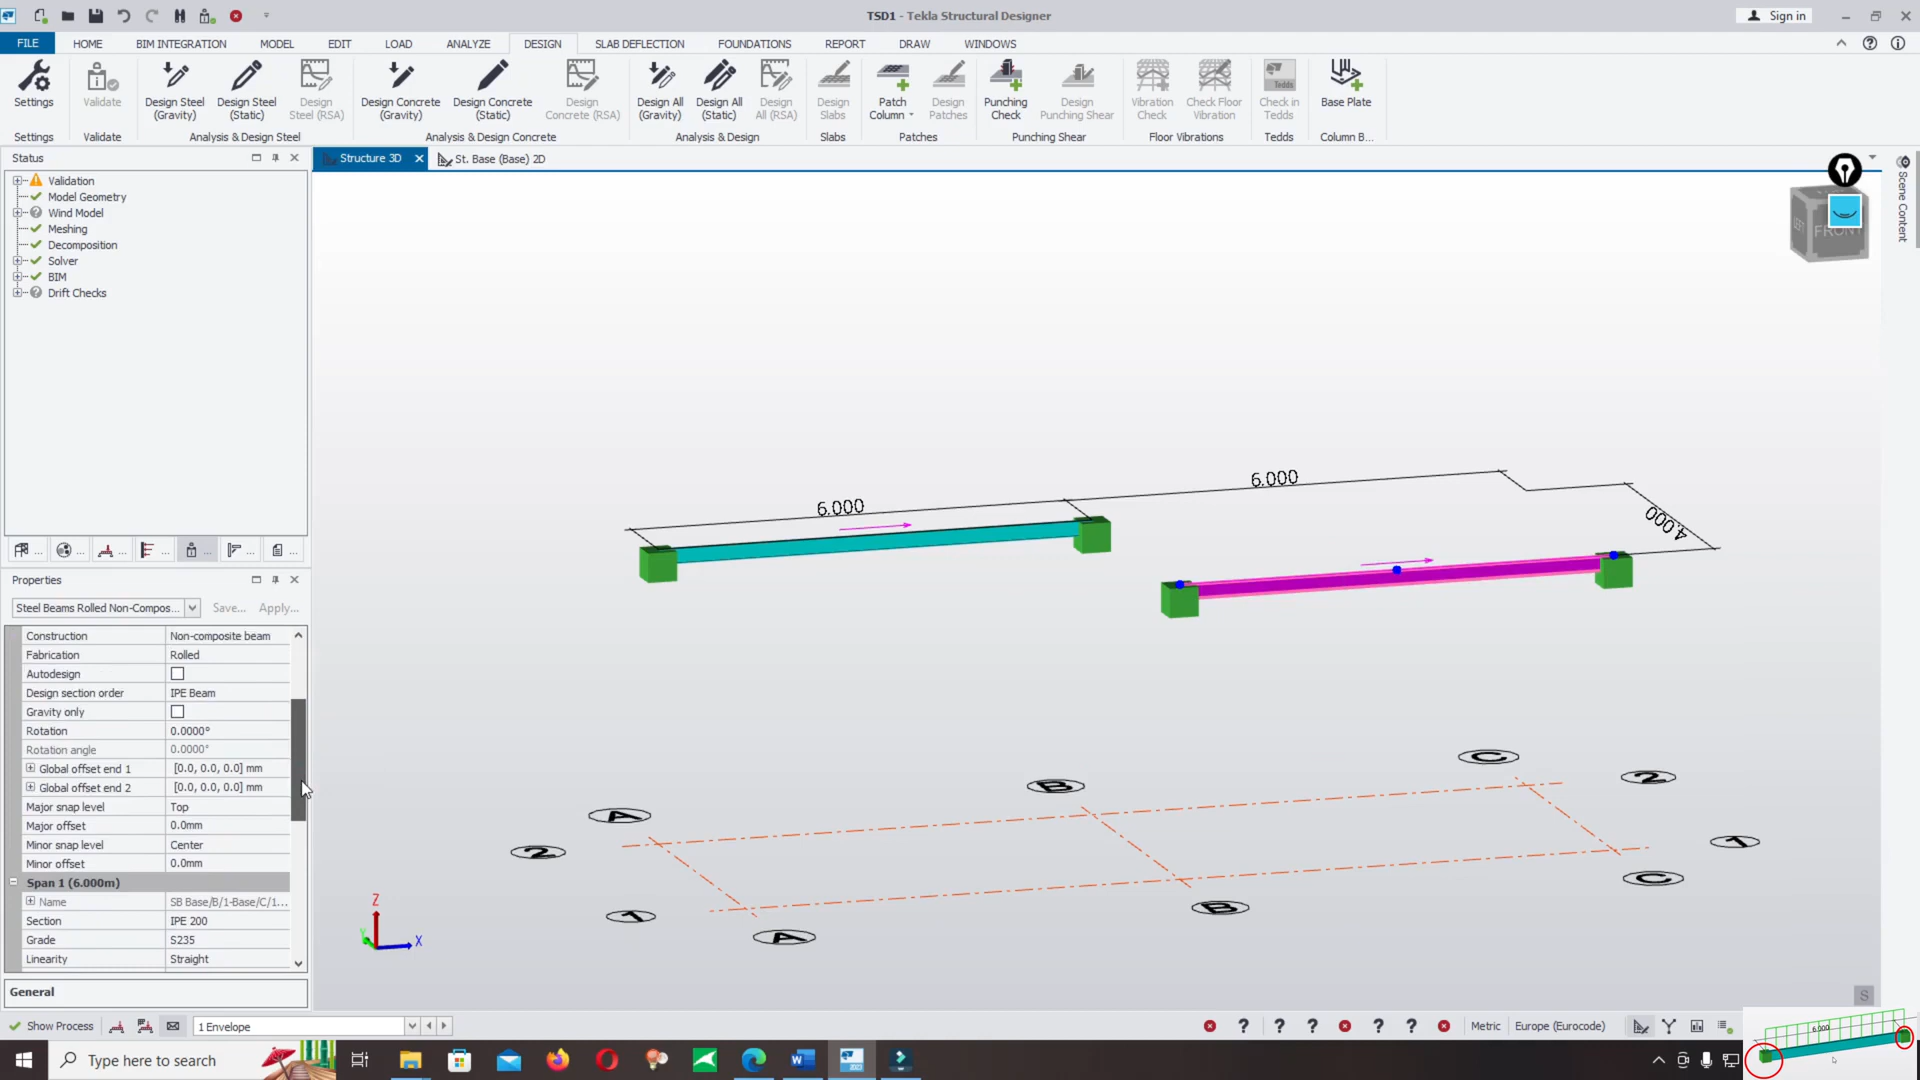 TSD1 - Tekla Structural Designer
Sign in
FILE
HOME
BIM INTEGRATION
MODEL
EDIT
LOAD
ANALYZE
DESIGN
SLAB DEFLECTION
FOUNDATIONS
REPORT
DRAW
WINDOWS
Settings
Validate
Design Steel (Gravity)
Design Steel (Static)
Design Steel (RSA)
Design Concrete (Gravity)
Design Concrete (Static)
Design Concrete (RSA)
Design All (Gravity)
Design All (Static)
Design All (RSA)
Design Slabs
Patch Column
Design Patches
Punching Check
Design Punching Shear
Vibration Check
Check Floor Vibration
Tedds
Check in Tedds
Base Plate
Settings
Validate
Analysis & Design Steel
Analysis & Design Concrete
Analysis & Design
Slabs
Patches
Punching Shear
Floor Vibrations
Tedds
Column B...
Status
Structure 3D
St. Base (Base) 2D
Scene Content
Validation
Model Geometry
Wind Model
Meshing
Decomposition
Solver
BIM
Drift Checks
LEFT
FRONT
6.000
6.000
4.000
Properties
Steel Beams Rolled Non-Compos...
Save...
Apply...
Construction Non-composite beam
Fabrication Rolled
Autodesign
Design section order IPE Beam
Gravity only
Rotation 0.0000°
Rotation angle 0.0000°
Global offset end 1 [0.0, 0.0, 0.0] mm
Global offset end 2 [0.0, 0.0, 0.0] mm
Major snap level Top
Major offset 0.0mm
Minor snap level Center
Minor offset 0.0mm
Span 1 (6.000m)
Name SB Base/B/1-Base/C/1...
Section IPE 200
Grade S235
Linearity Straight
General
C
2
B
A
2
1
C
1
B
A
Z
Y
X
S
Show Process
1 Envelope
Metric
Europe (Eurocode)
6.000
Type here to search